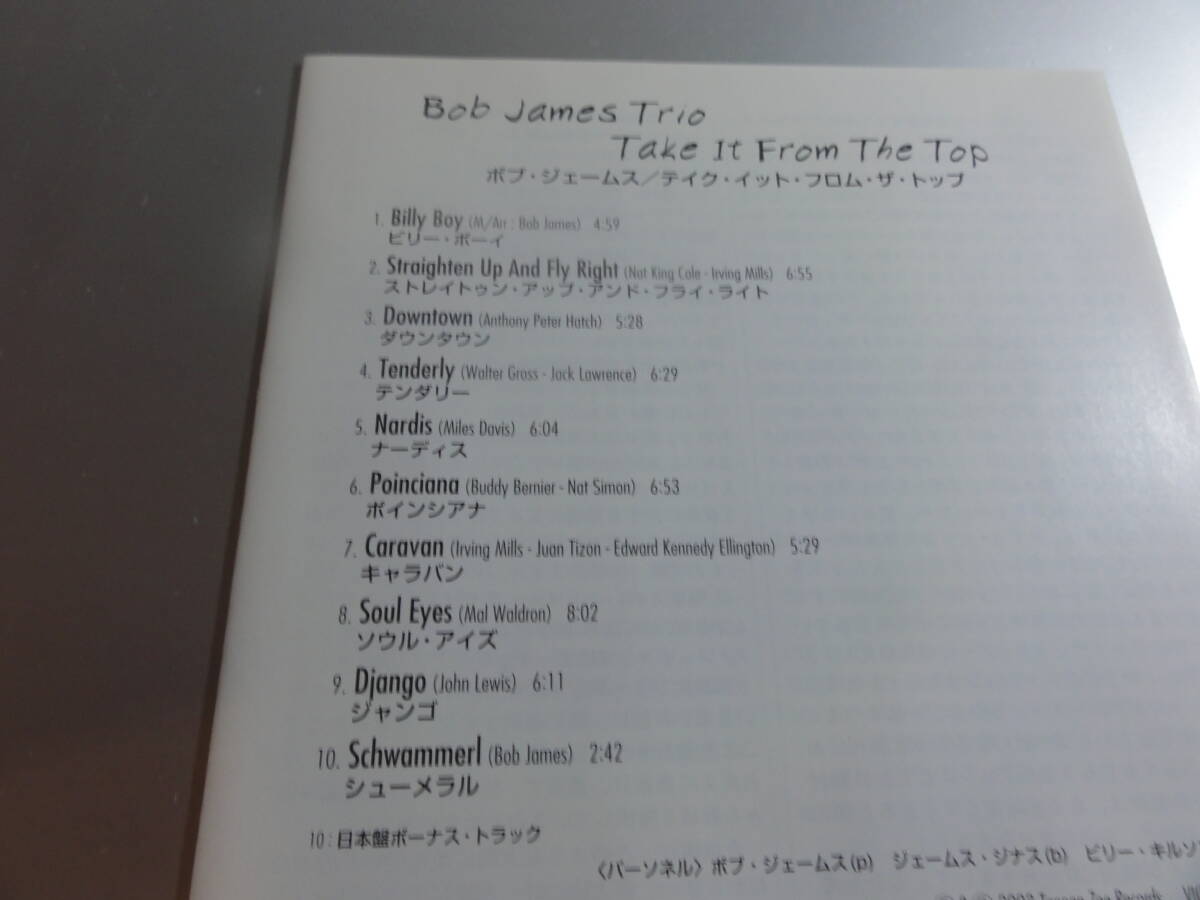 Bob James Trio
Take It From The Top
ボブ・ジェームス／テイク・イット・フロム・ザ・トップ
1. Billy Boy (M/Arr : Bob James) 4:59
ビリー・ボーイ
2. Straighten Up And Fly Right (Nat King Cole - Irving Mills) 6:55
ストレイトゥン・アップ・アンド・フライ・ライト
3. Downtown (Anthony Peter Hatch) 5:28
ダウンタウン
4. Tenderly (Walter Gross - Jack Lawrence) 6:29
テンダリー
5. Nardis (Miles Davis) 6:04
ナーディス
6. Poinciana (Buddy Bernier - Nat Simon) 6:53
ポインシアナ
7. Caravan (Irving Mills - Juan Tizon - Edward Kennedy Ellington) 5:29
キャラバン
8. Soul Eyes (Mal Waldron) 8:02
ソウル・アイズ
9. Django (John Lewis) 6:11
ジャンゴ
10. Schwammerl (Bob James) 2:42
シューメラル
10：日本盤ボーナス・トラック
〈パーソネル〉ボブ・ジェームス(p) ジェームス・ジナス(b) ビリー・キルソン